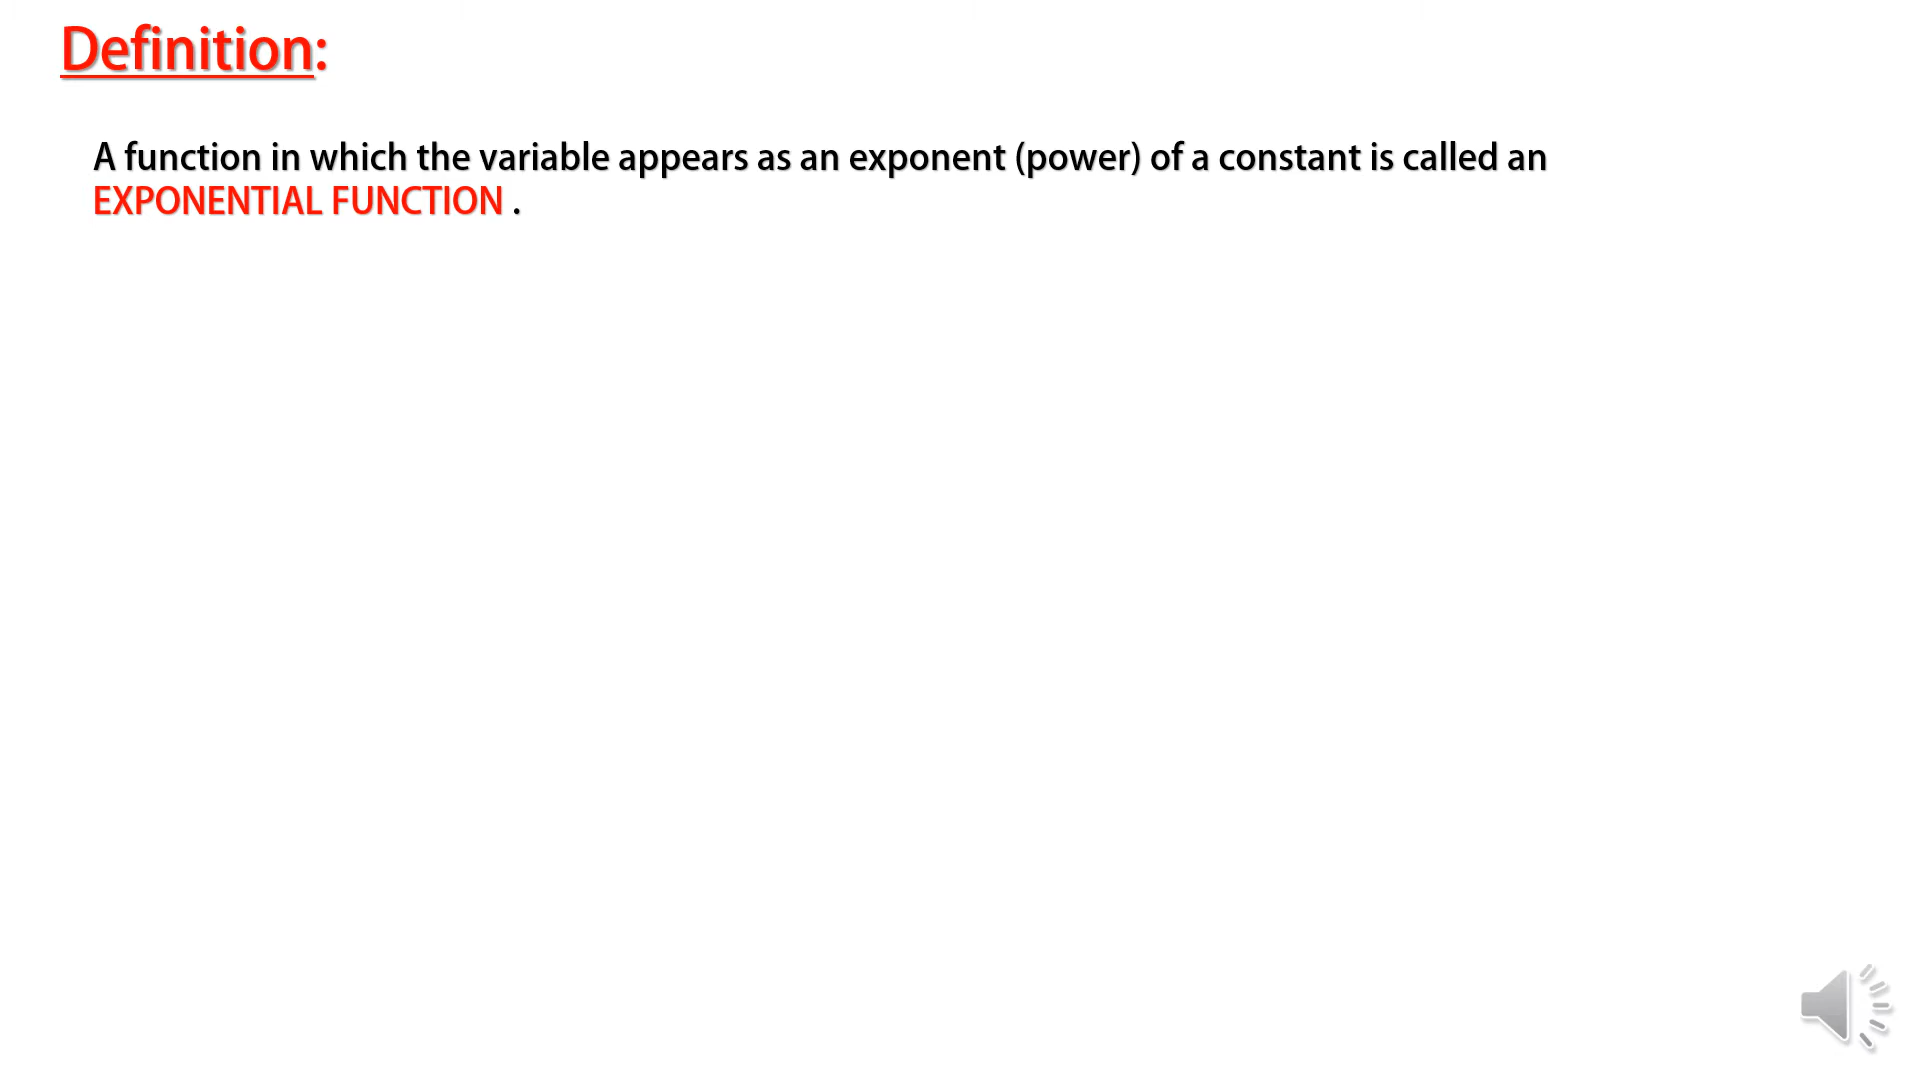 Definition:
A function in which the variable appears as an exponent (power) of a constant is called an
EXPONENTIAL FUNCTION .